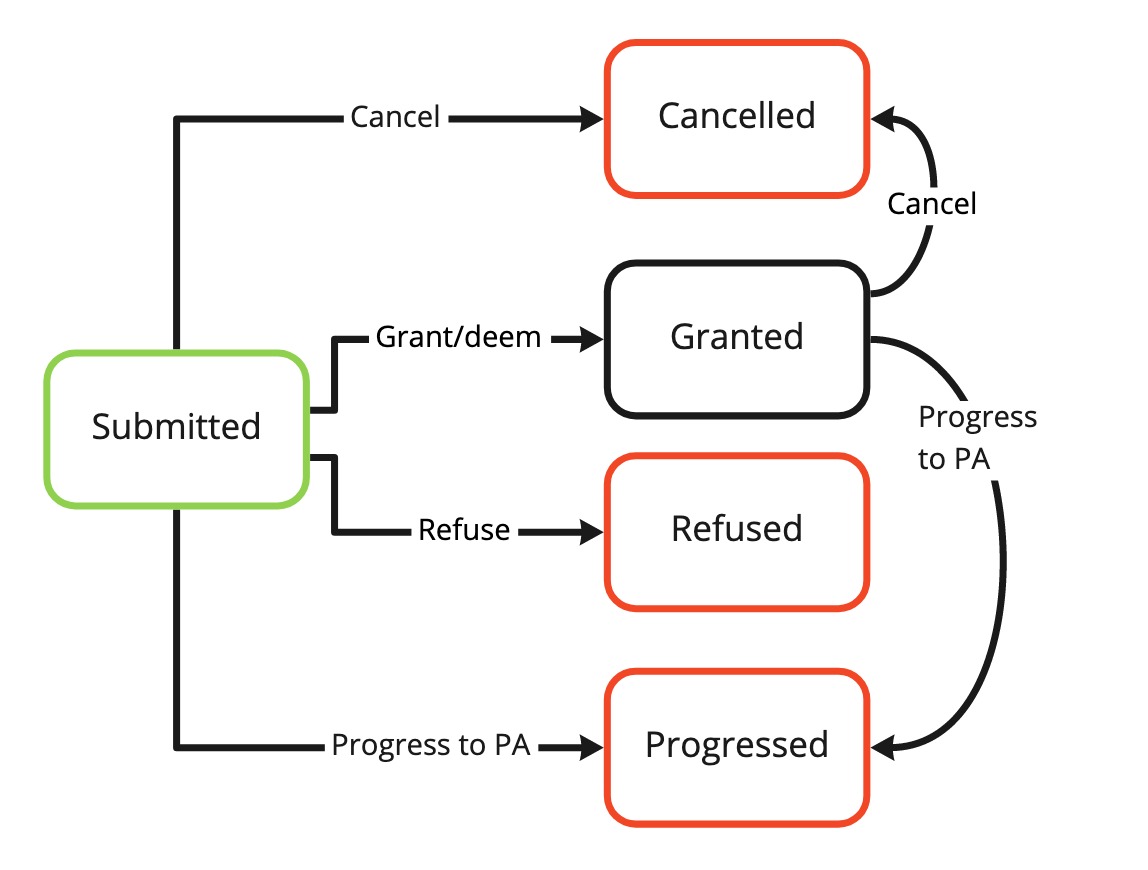 Cancel
Cancelled
Cancel
Grant/deem
Granted
Progress
to PA
Submitted
Refuse
Refused
Progress to PA
Progressed